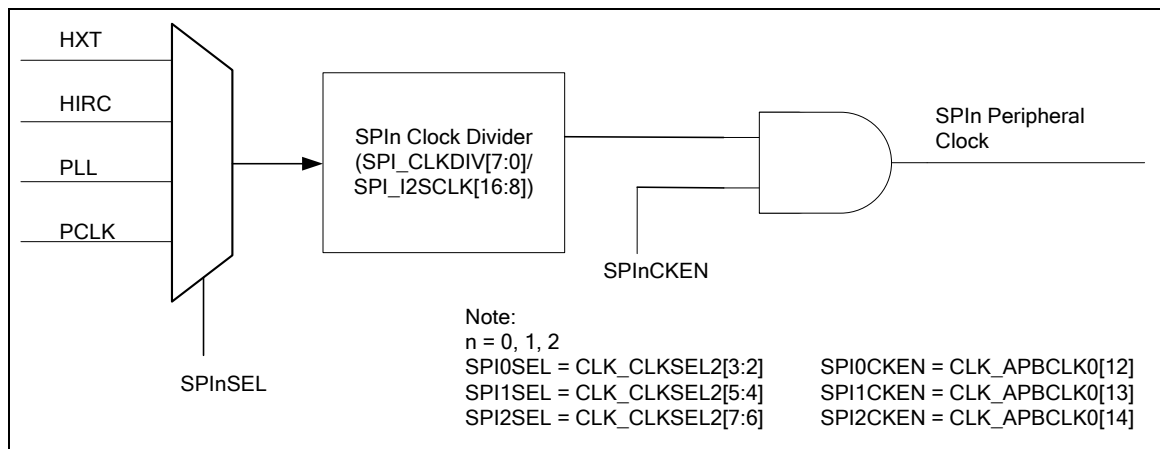 HXT
HIRC
PLL
PCLK
SPInSEL
SPIn Clock Divider
(SPI_CLKDIV[7:0]/
SPI_I2SCLK[16:8])
SPInCKEN
SPIn Peripheral
Clock
Note:
n = 0, 1, 2
SPI0SEL = CLK_CLKSEL2[3:2] SPI0CKEN = CLK_APBCLK0[12]
SPI1SEL = CLK_CLKSEL2[5:4] SPI1CKEN = CLK_APBCLK0[13]
SPI2SEL = CLK_CLKSEL2[7:6] SPI2CKEN = CLK_APBCLK0[14]